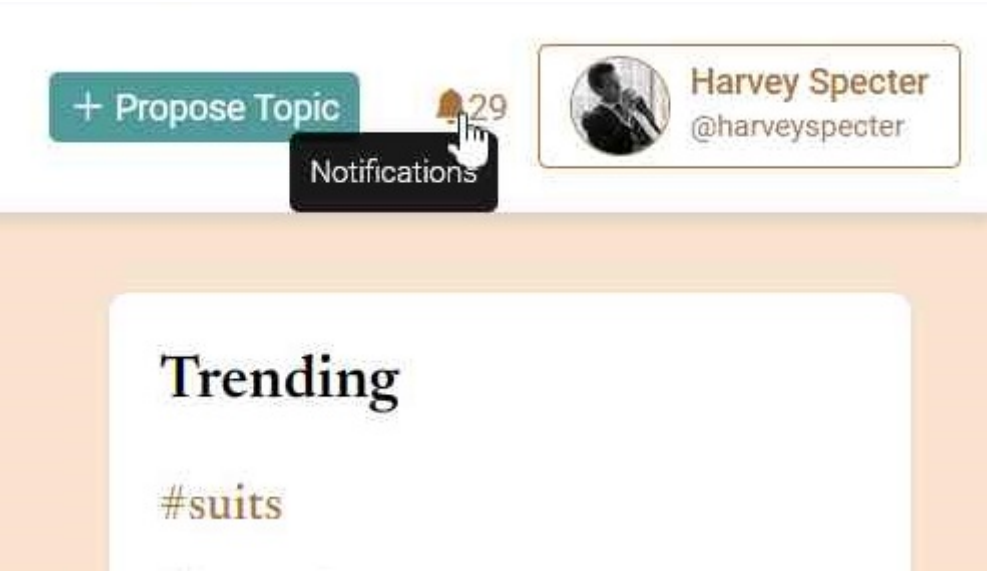 + Propose Topic
29
Harvey Specter
@harveyspecter
Notifications
Trending
#suits